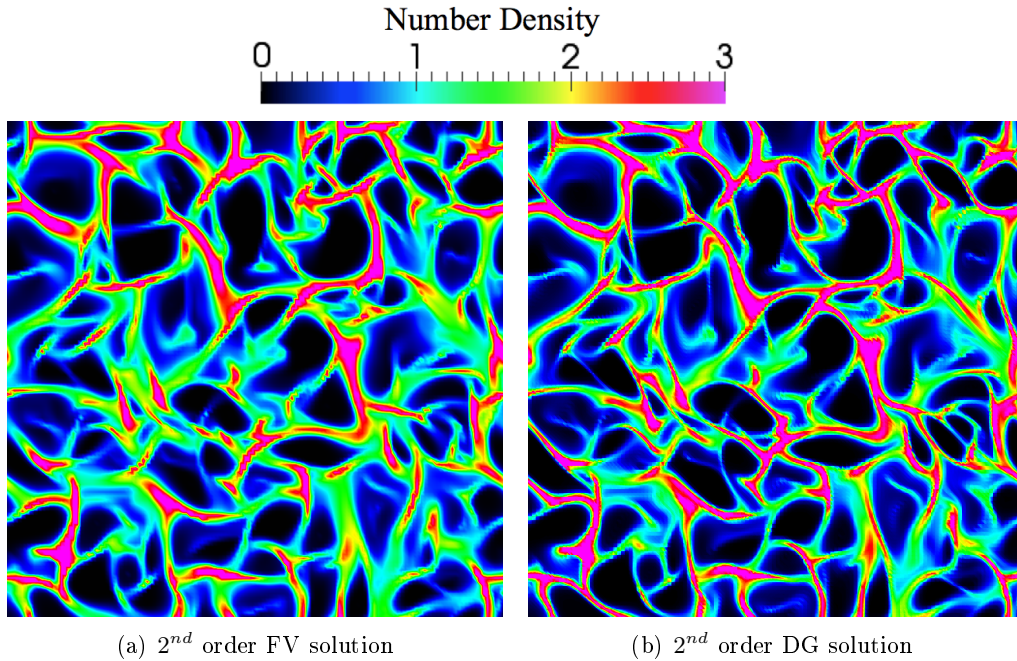 Number Density
0 1 2 3
(a) 2nd order FV solution
(b) 2nd order DG solution